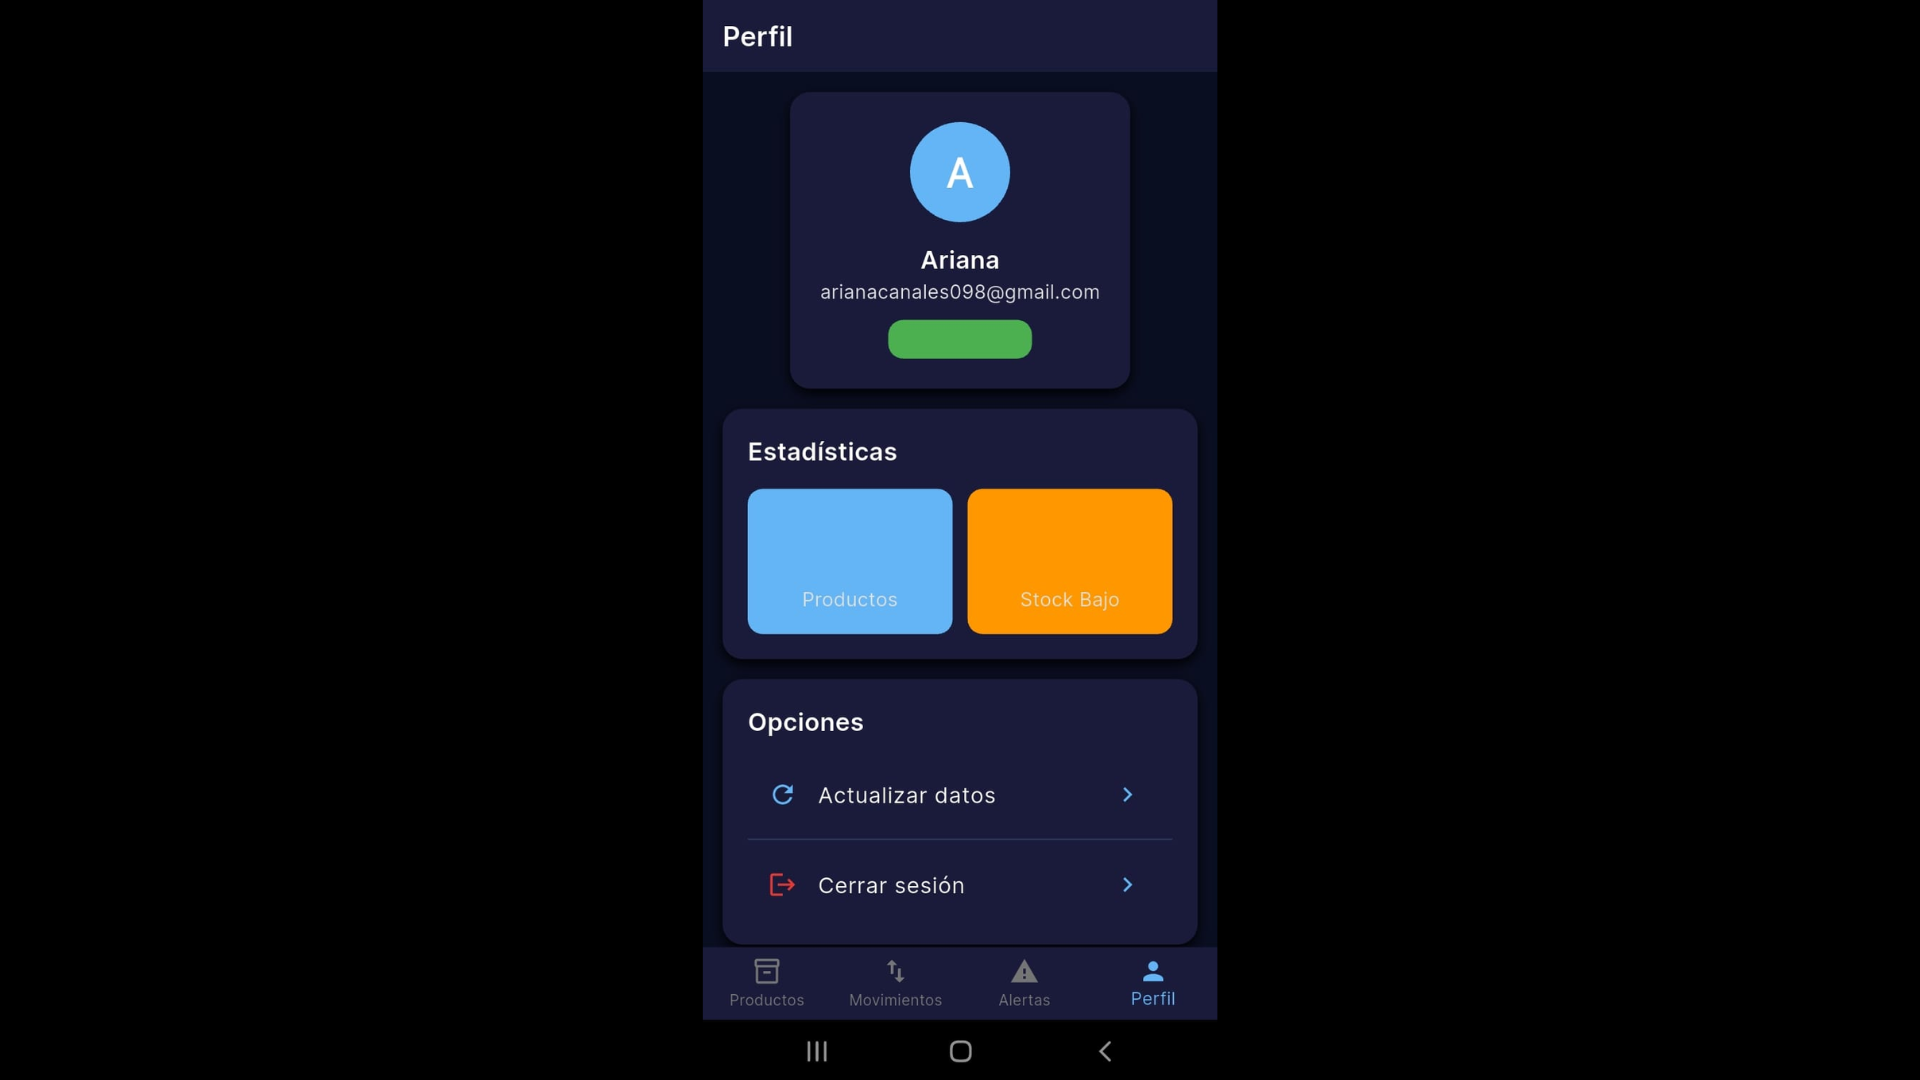 Perfil
A
Ariana
arianacanales098@gmail.com
Estadísticas
Productos
Stock Bajo
Opciones
Actualizar datos
Cerrar sesión
Productos
Movimientos
Alertas
Perfil